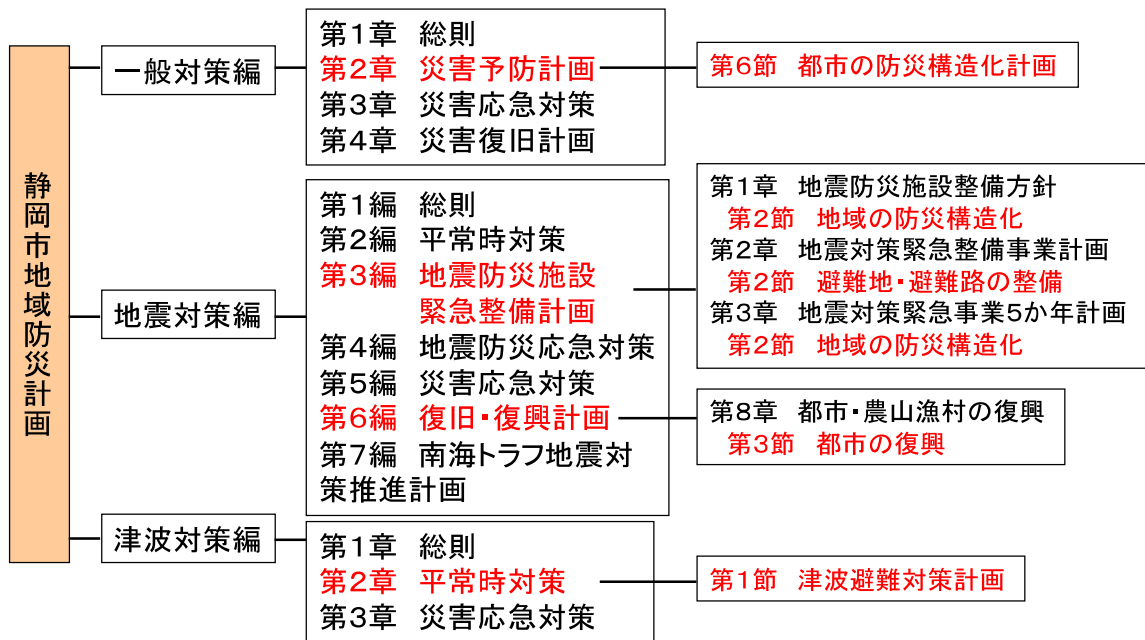 静岡市地域防災計画
一般対策編
第1章 総則
第2章 災害予防計画
第3章 災害応急対策
第4章 災害復旧計画
第6節 都市の防災構造化計画
地震対策編
第1編 総則
第2編 平常時対策
第3編 地震防災施設
緊急整備計画
第4編 地震防災応急対策
第5編 災害応急対策
第6編 復旧・復興計画
第7編 南海トラフ地震対
策推進計画
第1章 地震防災施設整備方針
第2節 地域の防災構造化
第2章 地震対策緊急整備事業計画
第2節 避難地・避難路の整備
第3章 地震対策緊急事業5か年計画
第2節 地域の防災構造化
第8章 都市・農山漁村の復興
第3節 都市の復興
津波対策編
第1章 総則
第2章 平常時対策
第3章 災害応急対策
第1節 津波避難対策計画